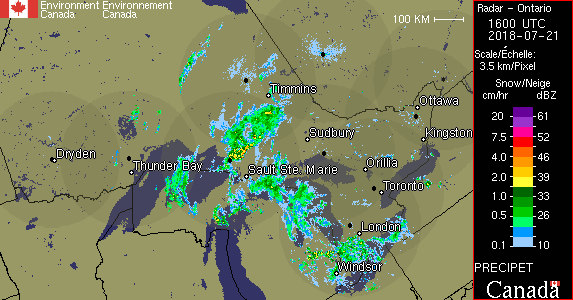 Environment Environnement
Canada Canada
100 KM
Timmins
Ottawa
Sudbury
Kingston
Dryden
Thunder Bay
Sault Ste. Marie
Orillia
Toronto
London
Windsor
Radar - Ontario
1600 UTC
2018-07-21
Scale/Échelle:
3.5 km/Pixel
Snow/Neige
cm/hr dBZ
20 61
7.5 57
5.5 52
4.0 46
2.0 39
1.0 33
0.5 26
0.1 10
PRECIPET
Canada